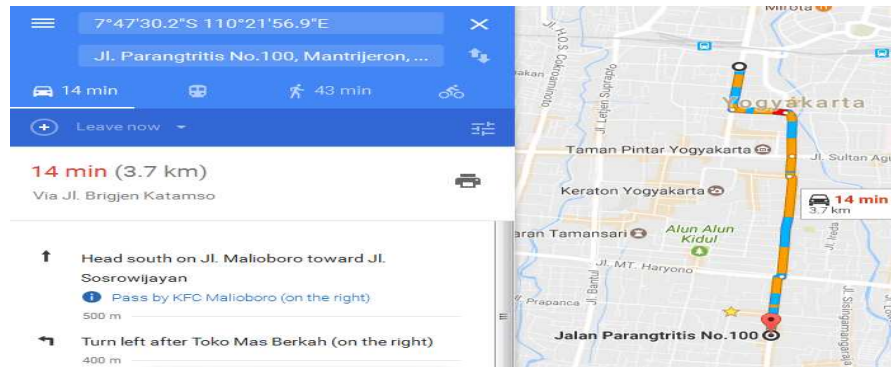 7°47'30.2"S 110°21'56.9"E
Jl. Parangtritis No.100, Mantrijeron, ...
14 min
43 min
Leave now
14 min (3.7 km)
Via Jl. Brigjen Katamso
Head south on Jl. Malioboro toward Jl.
Sosrowijayan
Pass by KFC Malioboro (on the right)
500 m
Turn left after Toko Mas Berkah (on the right)
400 m
Mirota
Jl. H.O.S. Cokroaminoto
Jl. Letjen Suprapto
Yogyakarta
Taman Pintar Yogyakarta
Jl. Sultan Agu
Keraton Yogyakarta
14 min
3.7 km
aran Tamansari
Alun Alun
Kidul
Jl. MT. Haryono
Jl. Bantul
Prapanca
Jl. Sisingamangaraja
Jalan Parangtritis No.100